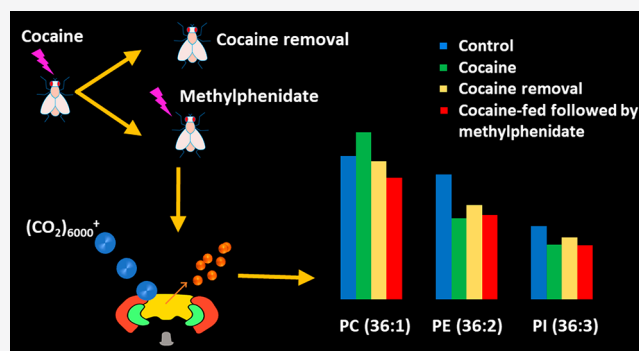 Cocaine
Cocaine removal
Methylphenidate
(CO₂)₆₀₀₀⁺
Control
Cocaine
Cocaine removal
Cocaine-fed followed by
methylphenidate
PC (36:1)
PE (36:2)
PI (36:3)